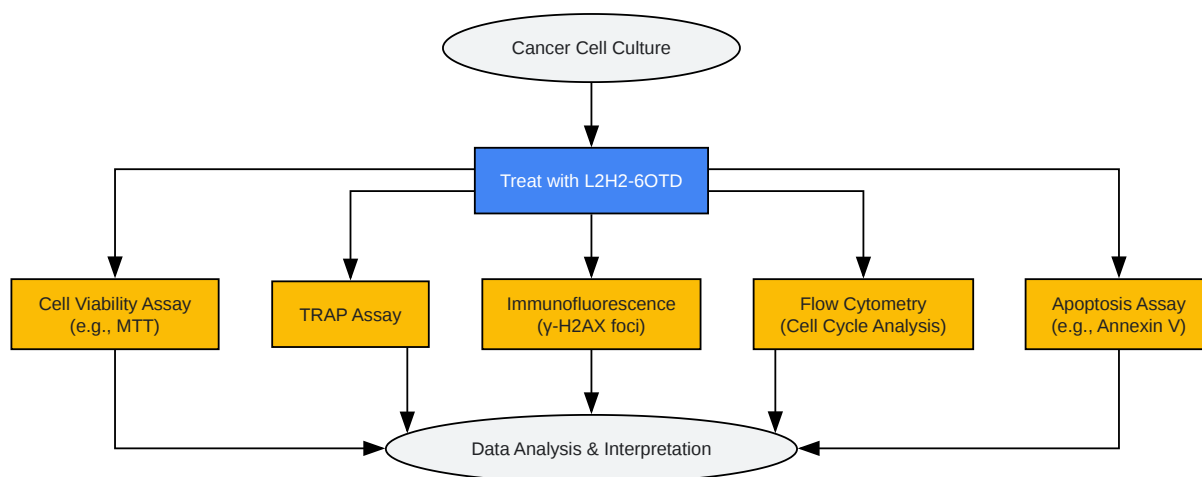 Cancer Cell Culture
Treat with L2H2-6OTD
Cell Viability Assay
(e.g., MTT)
TRAP Assay
Immunofluorescence
(γ-H2AX foci)
Flow Cytometry
(Cell Cycle Analysis)
Apoptosis Assay
(e.g., Annexin V)
Data Analysis & Interpretation